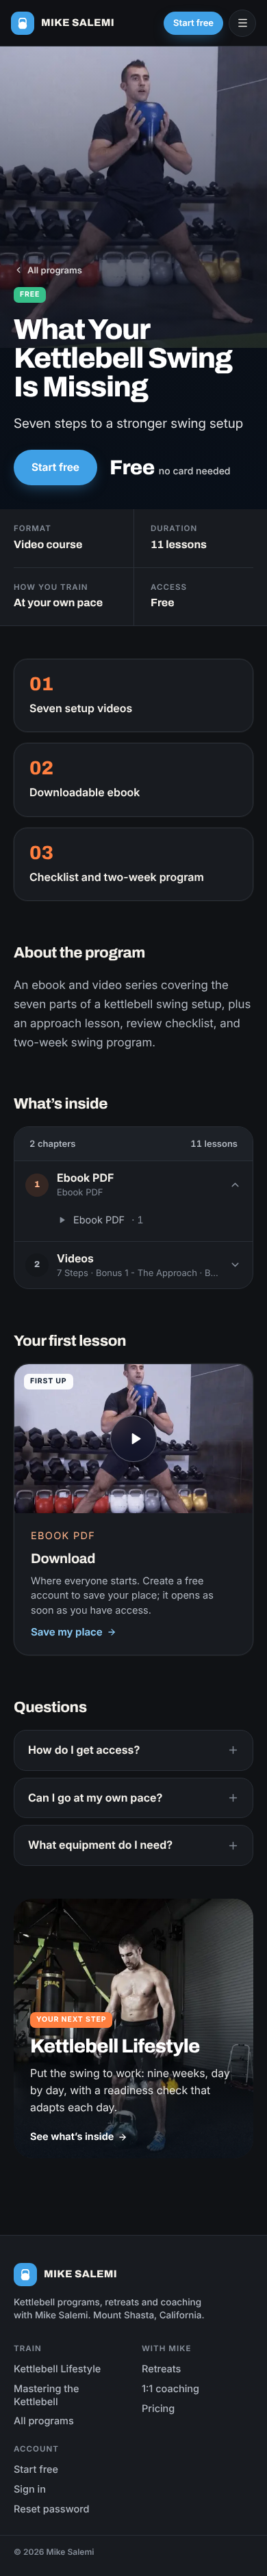 MIKE SALEMI
Start free
All programs
FREE
What Your
Kettlebell Swing
Is Missing
Seven steps to a stronger swing setup
Start free
Free no card needed
FORMAT
Video course
DURATION
11 lessons
HOW YOU TRAIN
At your own pace
ACCESS
Free
01
Seven setup videos
02
Downloadable ebook
03
Checklist and two-week program
About the program
An ebook and video series covering the
seven parts of a kettlebell swing setup, plus
an approach lesson, review checklist, and
two-week swing program.
What's inside
2 chapters
11 lessons
1
Ebook PDF
Ebook PDF
Ebook PDF · 1
2
Videos
7 Steps · Bonus 1 - The Approach · B...
Your first lesson
FIRST UP
EBOOK PDF
Download
Where everyone starts. Create a free
account to save your place; it opens as
soon as you have access.
Save my place →
Questions
How do I get access?
Can I go at my own pace?
What equipment do I need?
YOUR NEXT STEP
Kettlebell Lifestyle
Put the swing to work: nine weeks, day
by day, with a readiness check that
adapts each day.
See what's inside →
MIKE SALEMI
Kettlebell programs, retreats and coaching
with Mike Salemi. Mount Shasta, California.
TRAIN
Kettlebell Lifestyle
Mastering the
Kettlebell
All programs
WITH MIKE
Retreats
1:1 coaching
Pricing
ACCOUNT
Start free
Sign in
Reset password
© 2026 Mike Salemi